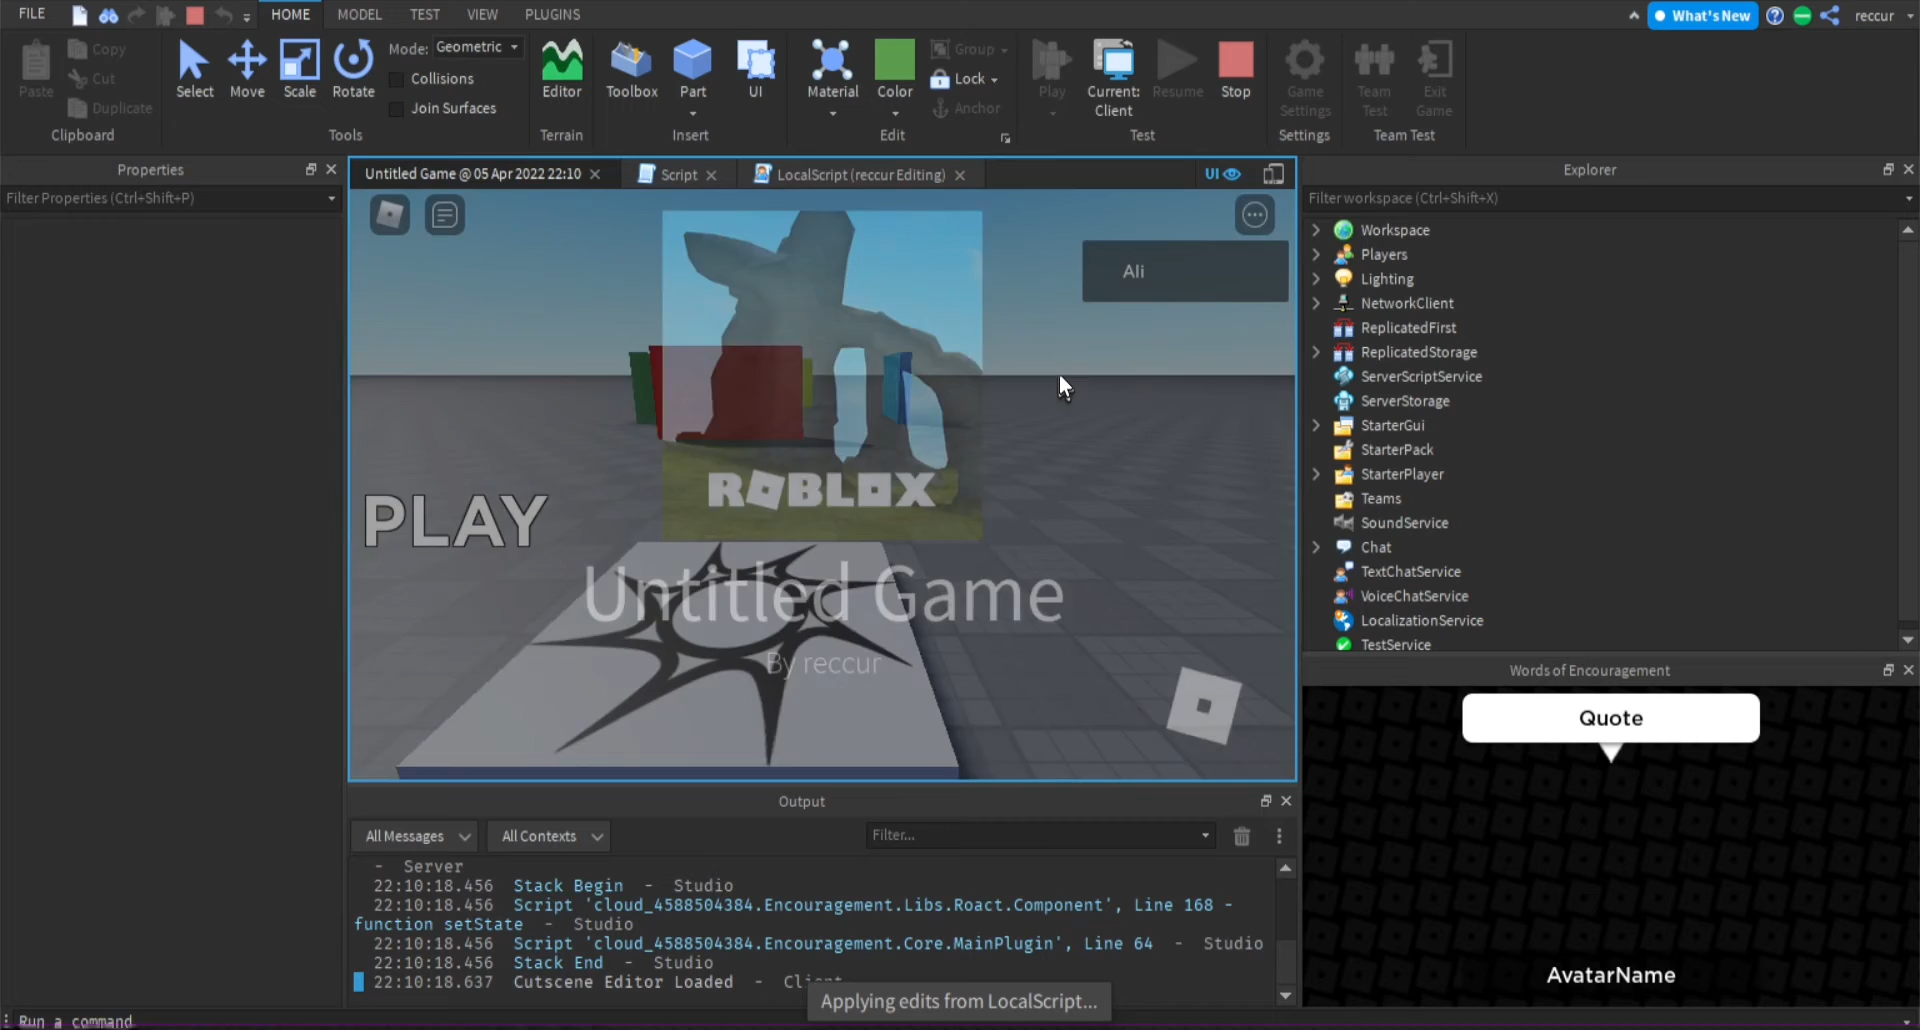 FILE HOME MODEL TEST VIEW PLUGINS What's New ? reccur
Paste Copy Cut Duplicate
Clipboard
Select Move Scale Rotate
Mode: Geometric
Collisions
Join Surfaces
Tools
Editor
Terrain
Toolbox Part UI
Insert
Material Color Group Lock Anchor
Edit
Play Current: Client Resume Stop
Test
Game Settings
Settings
Team Test Exit Game
Team Test
Properties
Filter Properties (Ctrl+Shift+P)
Untitled Game @ 05 Apr 2022 22:10 Script LocalScript (reccur Editing) UI
Ali
ROBLOX
PLAY
Untitled Game
By reccur
Explorer
Filter workspace (Ctrl+Shift+X)
Workspace
Players
Lighting
NetworkClient
ReplicatedFirst
ReplicatedStorage
ServerScriptService
ServerStorage
StarterGui
StarterPack
StarterPlayer
Teams
SoundService
Chat
TextChatService
VoiceChatService
LocalizationService
TestService
Words of Encouragement
Quote
AvatarName
Output
All Messages All Contexts Filter...
- Server
22:10:18.456 Stack Begin - Studio
22:10:18.456 Script 'cloud_4588504384.Encouragement.Libs.Roact.Component', Line 168 -
function setState - Studio
22:10:18.456 Script 'cloud_4588504384.Encouragement.Core.MainPlugin', Line 64 - Studio
22:10:18.456 Stack End - Studio
22:10:18.637 Cutscene Editor Loaded -
Applying edits from LocalScript...
Run a command